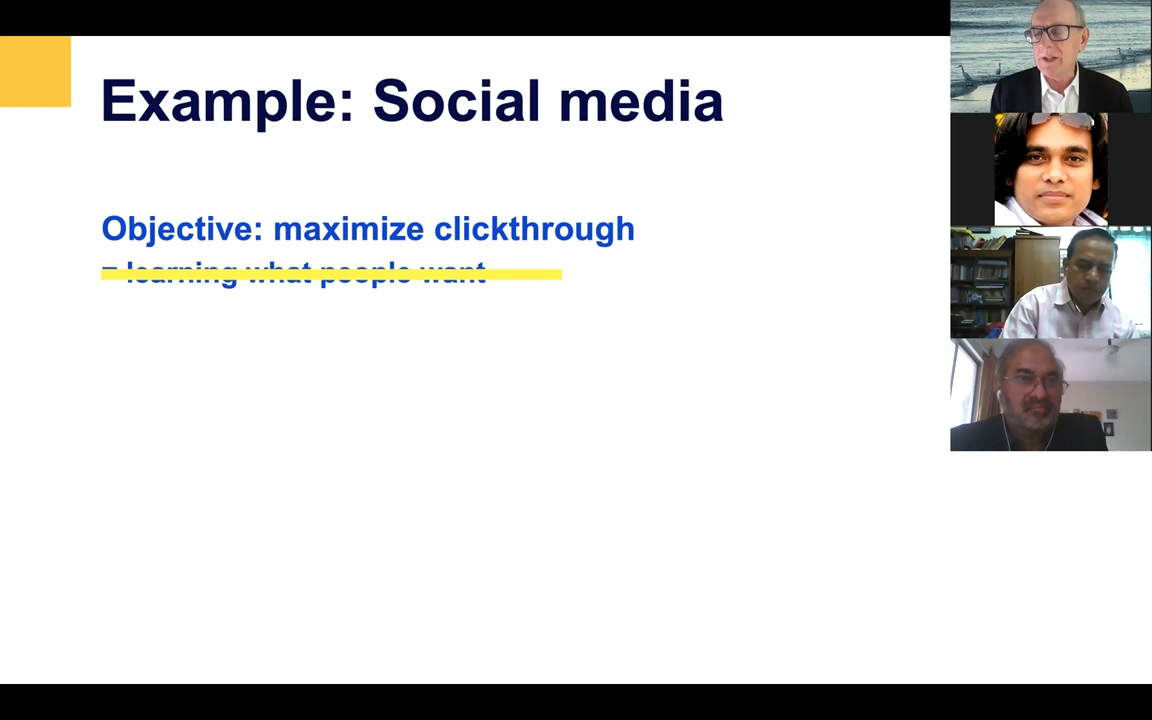 Example: Social media
Objective: maximize clickthrough
= learning what people want